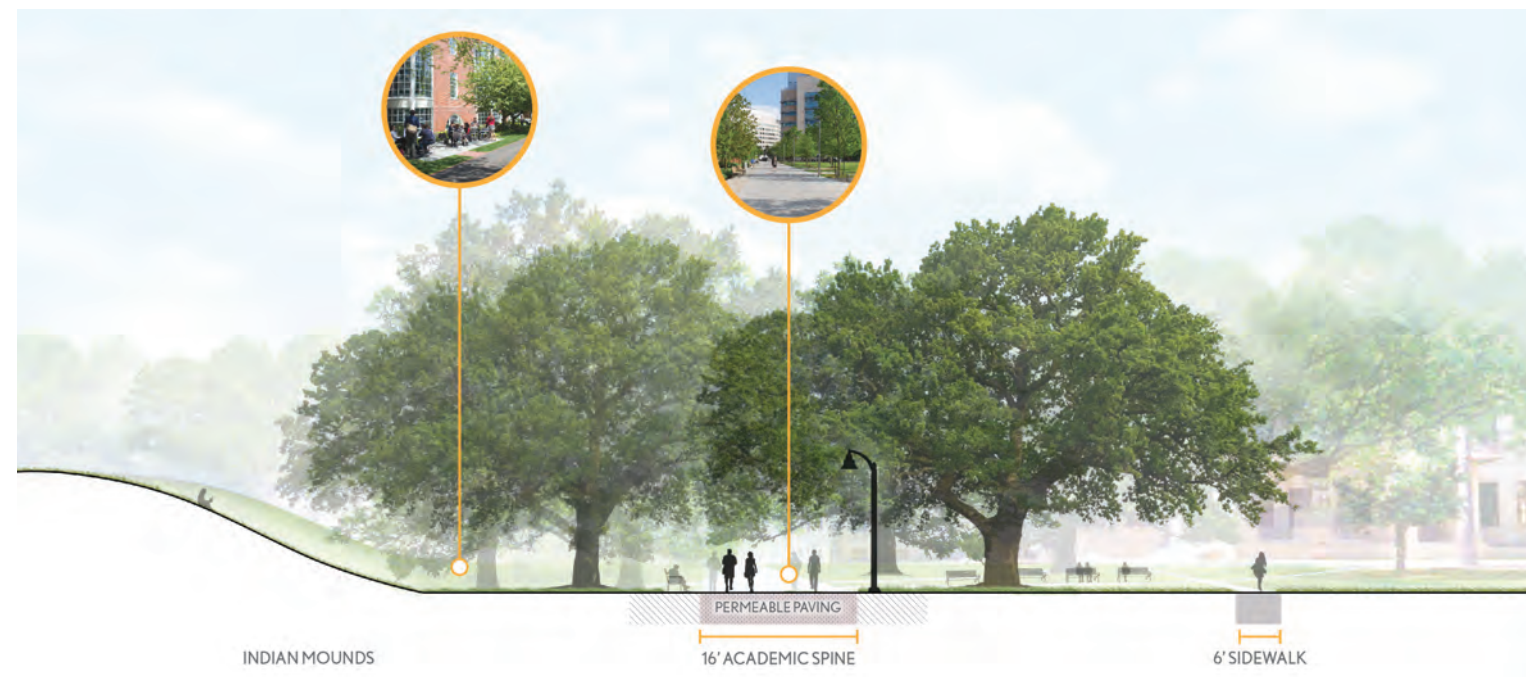 PERMEABLE PAVING
INDIAN MOUNDS
16' ACADEMIC SPINE
6' SIDEWALK